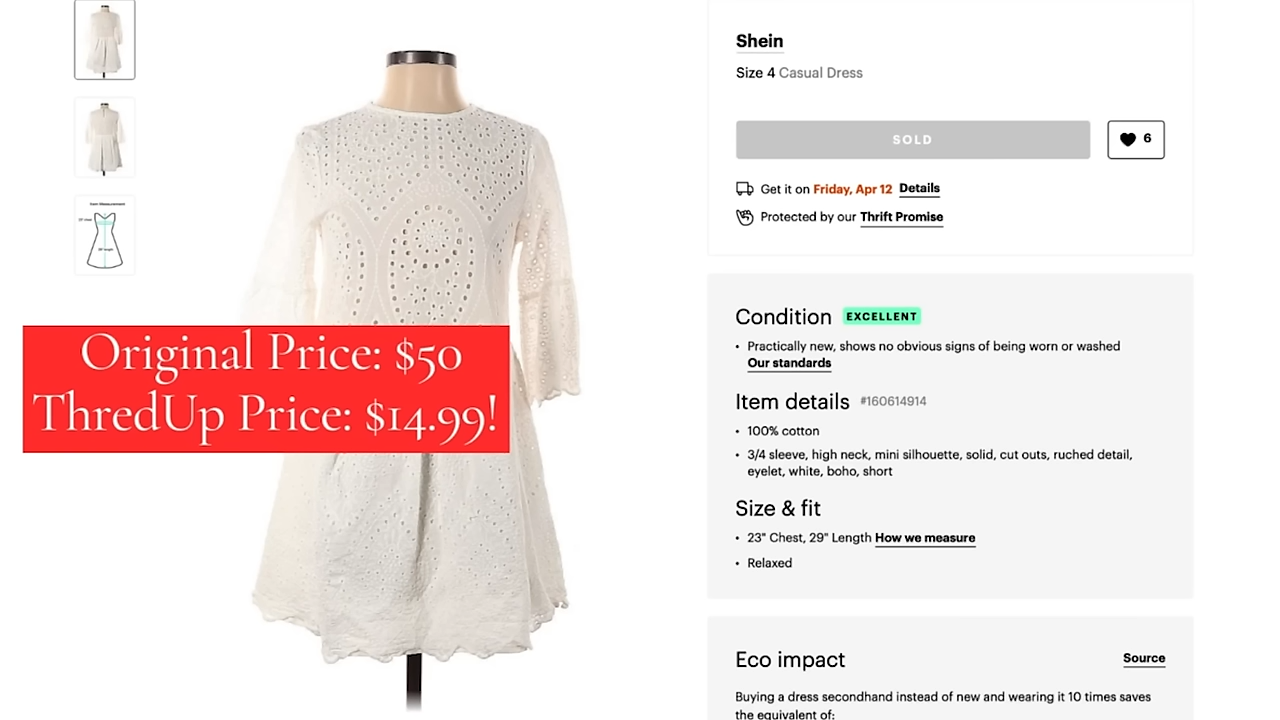 Shein
Size 4 Casual Dress
SOLD
6
Get it on Friday, Apr 12 Details
Protected by our Thrift Promise
Original Price: $50
ThredUp Price: $14.99!
Condition EXCELLENT
• Practically new, shows no obvious signs of being worn or washed
Our standards
Item details #160614914
• 100% cotton
• 3/4 sleeve, high neck, mini silhouette, solid, cut outs, ruched detail,
eyelet, white, boho, short
Size & fit
• 23" Chest, 29" Length How we measure
• Relaxed
Eco impact Source
Buying a dress secondhand instead of new and wearing it 10 times saves
the equivalent of: